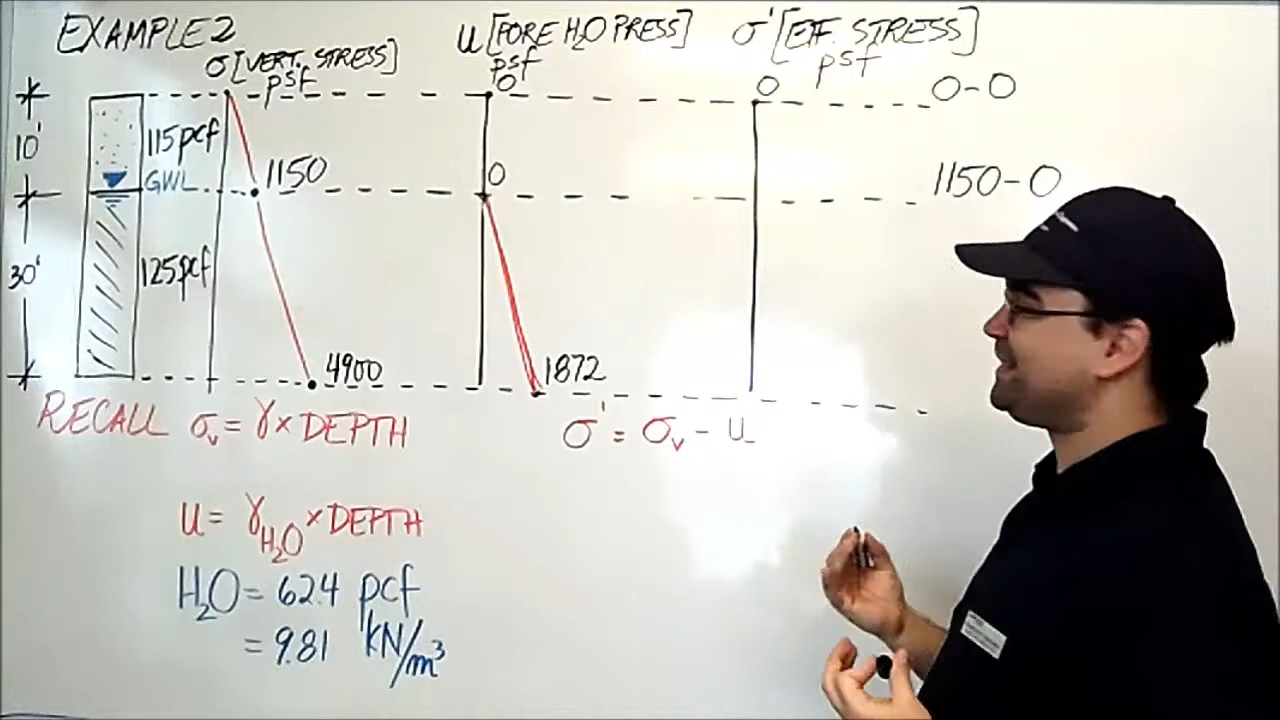 EXAMPLE 2
σ [VERT. STRESS]
psf
u [PORE H₂O PRESS]
psf
σ' [EFF. STRESS]
psf
0
0
0-0
10'
115pcf
GWL
1150
0
1150-0
30'
125pcf
4900
1872
RECALL σᵥ = γ × DEPTH
σ' = σᵥ - u
u = γH₂O × DEPTH
H₂O = 62.4 pcf
= 9.81 kN/m³